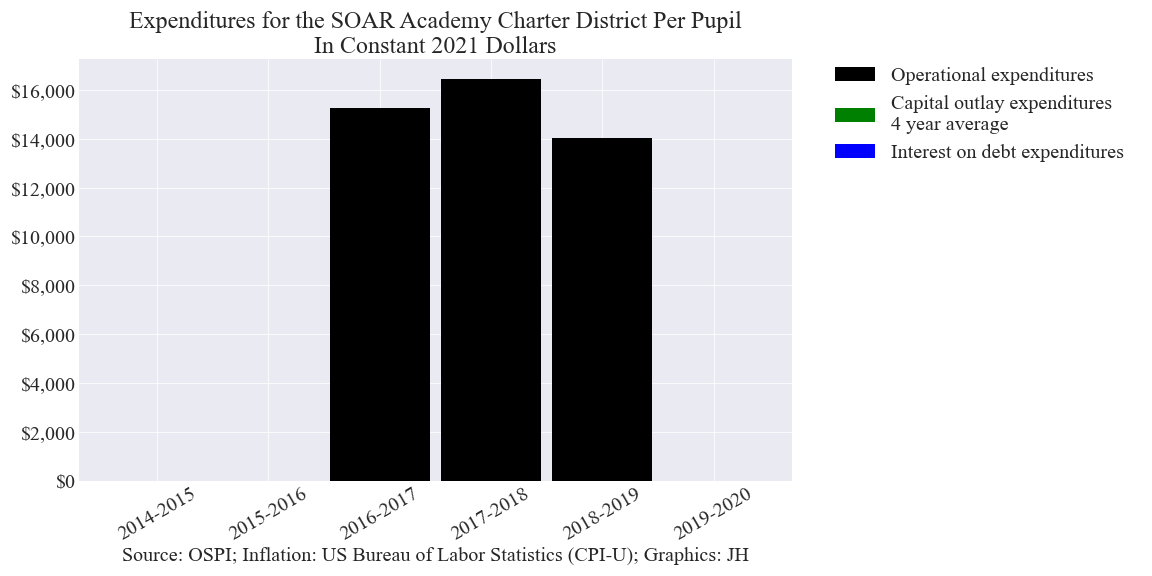 Expenditures for the SOAR Academy Charter District Per Pupil
In Constant 2021 Dollars
$16,000
$14,000
$12,000
$10,000
$8,000
$6,000
$4,000
$2,000
$0
2014-2015
2015-2016
2016-2017
2017-2018
2018-2019
2019-2020
Source: OSPI; Inflation: US Bureau of Labor Statistics (CPI-U); Graphics: JH
Operational expenditures
Capital outlay expenditures
4 year average
Interest on debt expenditures